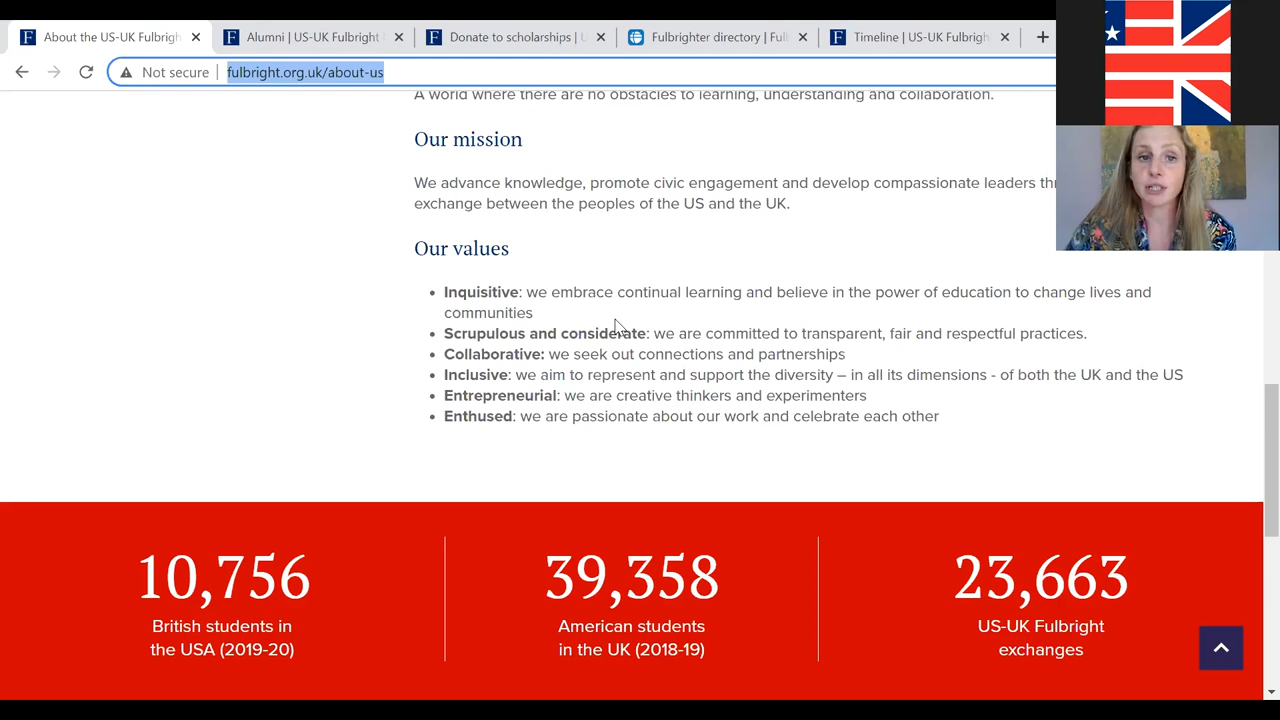 About the US-UK Fulbrigh
Alumni | US-UK Fulbright
Donate to scholarships |
Fulbrighter directory | Ful
Timeline | US-UK Fulbrigh
Not secure
fulbright.org.uk/about-us
A world where there are no obstacles to learning, understanding and collaboration.
Our mission
We advance knowledge, promote civic engagement and develop compassionate leaders
exchange between the peoples of the US and the UK.
Our values
• Inquisitive: we embrace continual learning and believe in the power of education to change lives and
communities
• Scrupulous and considerate: we are committed to transparent, fair and respectful practices.
• Collaborative: we seek out connections and partnerships
• Inclusive: we aim to represent and support the diversity – in all its dimensions - of both the UK and the US
• Entrepreneurial: we are creative thinkers and experimenters
• Enthused: we are passionate about our work and celebrate each other
10,756
British students in
the USA (2019-20)
39,358
American students
in the UK (2018-19)
23,663
US-UK Fulbright
exchanges